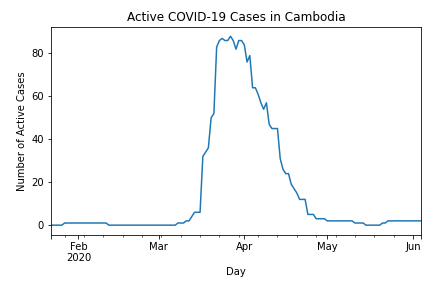 Active COVID-19 Cases in Cambodia
Number of Active Cases
80
60
40
20
0
Feb
2020
Mar
Apr
May
Jun
Day